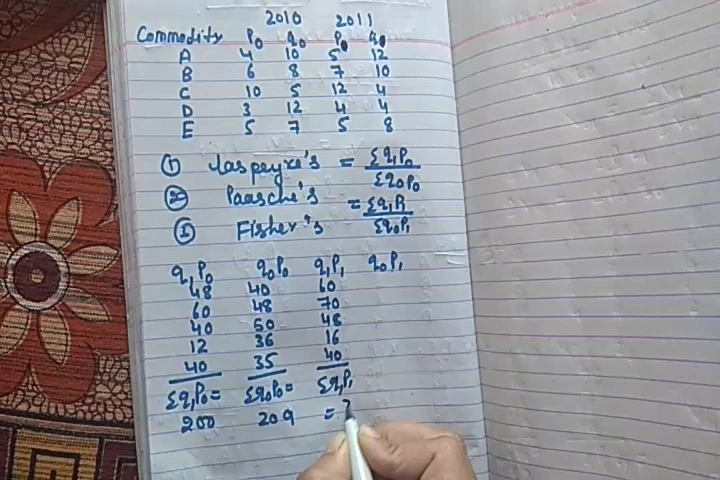 2010 2011
Commodity P0 q0 P0 q0
A 4 10 5 12
B 6 8 7 10
C 10 5 12 4
D 3 12 4 4
E 5 7 5 8
① Laspeyre's = Σq1P0 / Σq0P0
② Paasche's = Σq1P1 / Σq0P1
③ Fisher's
q1P0 q0P0 q1P1 q0P1
48 40 60
60 48 70
40 50 48
12 36 16
40 35 40
Σq1P0= Σq0P0= Σq1P1
200 209 =